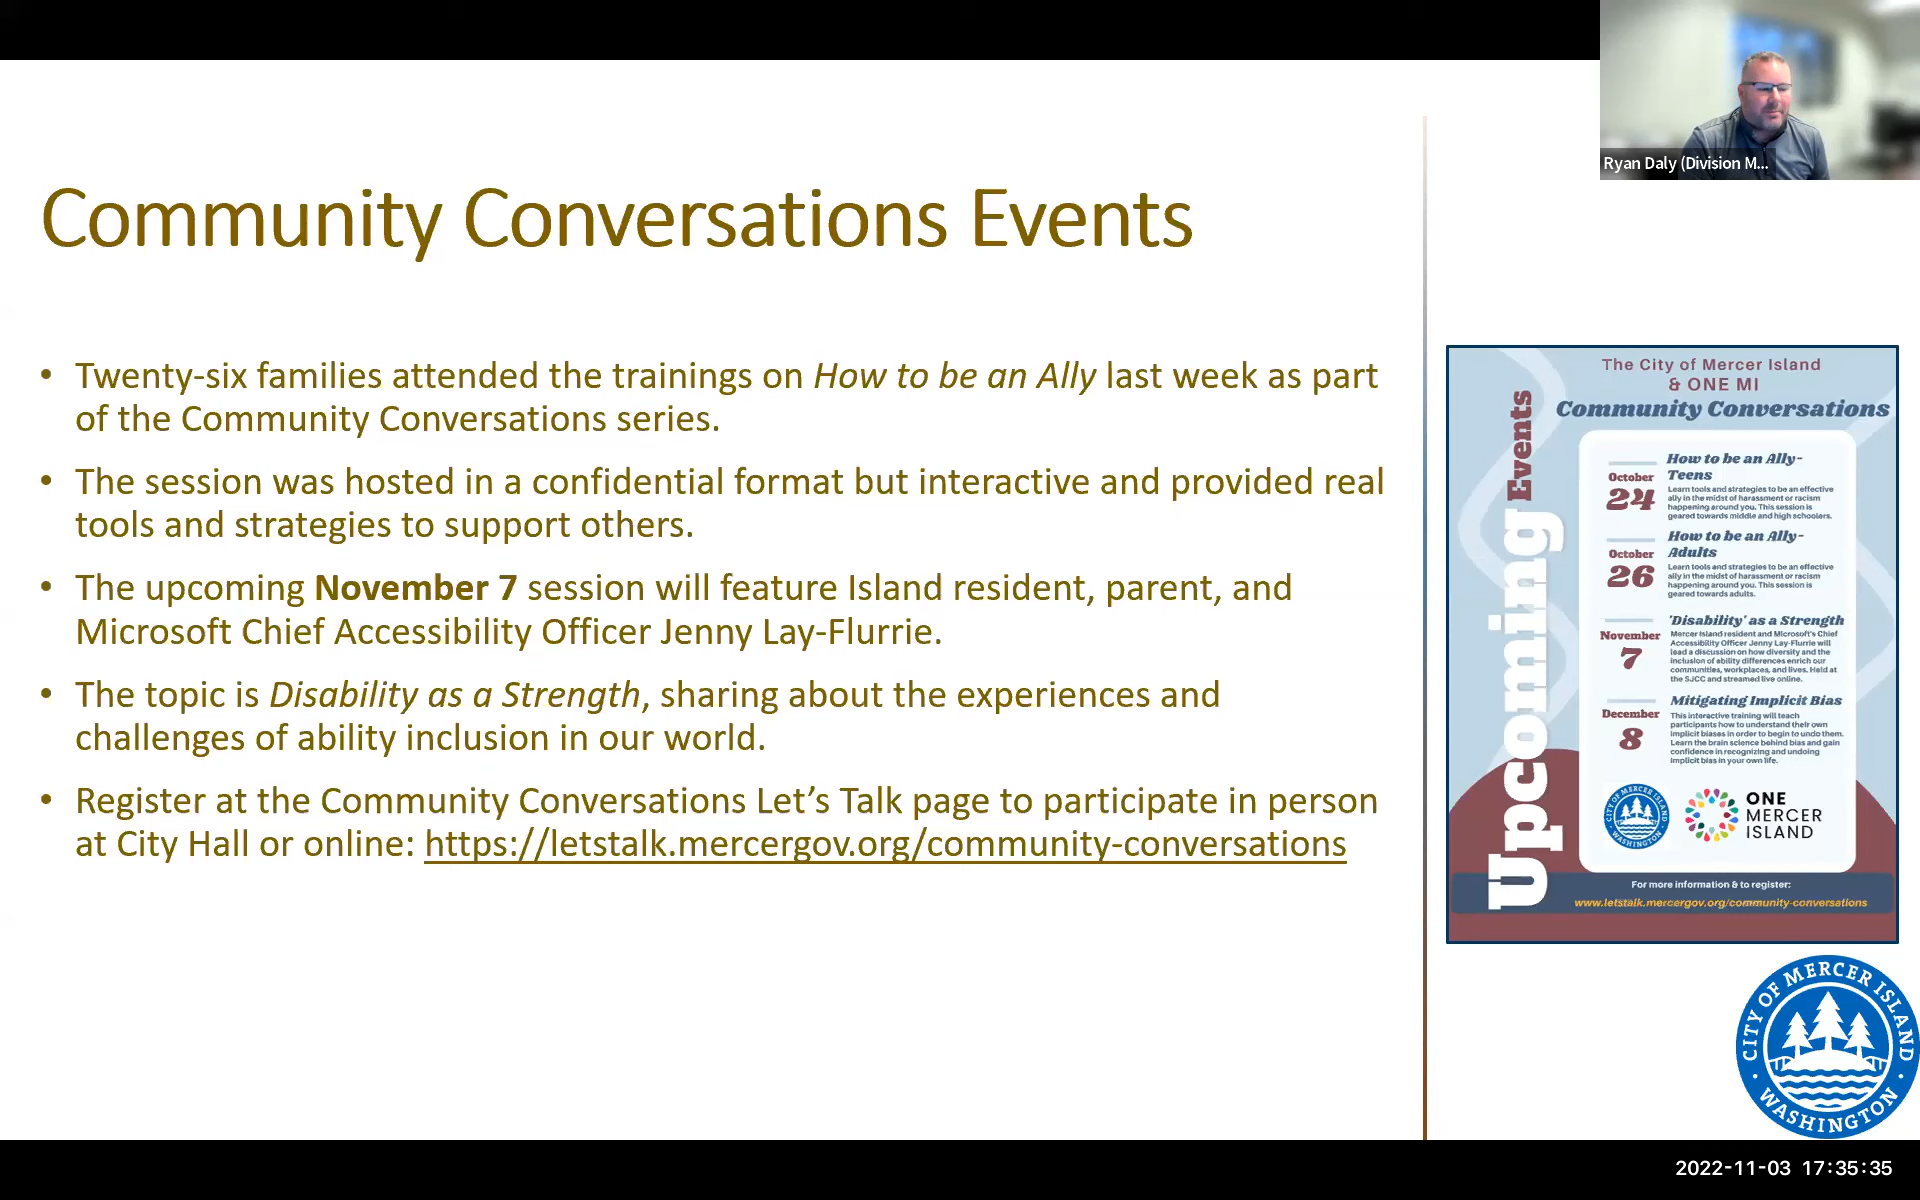 Ryan Daly (Division M...
Community Conversations Events
• Twenty-six families attended the trainings on How to be an Ally last week as part
of the Community Conversations series.
• The session was hosted in a confidential format but interactive and provided real
tools and strategies to support others.
• The upcoming November 7 session will feature Island resident, parent, and
Microsoft Chief Accessibility Officer Jenny Lay-Flurrie.
• The topic is Disability as a Strength, sharing about the experiences and
challenges of ability inclusion in our world.
• Register at the Community Conversations Let’s Talk page to participate in person
at City Hall or online: https://letstalk.mercergov.org/community-conversations
Upcoming Events
The City of Mercer Island
& ONE MI
Community Conversations
October
24
How to be an Ally-
Teens
Learn tools and strategies to be an effective
ally in the midst of harassment or racism
happening around you. This session is
geared towards middle and high schoolers.
October
26
How to be an Ally-
Adults
Learn tools and strategies to be an effective
ally in the midst of harassment or racism
happening around you. This session is
geared towards adults.
November
7
'Disability' as a Strength
Mercer Island resident and Microsoft's Chief
Accessibility Officer Jenny Lay-Flurrie will
lead a discussion on how diversity and the
inclusion of ability differences enrich our
communities, workplaces, and lives. Held at
the SJCC and streamed live online.
December
8
Mitigating Implicit Bias
This interactive training will teach
participants how to understand their own
implicit biases in order to begin to undo them.
Learn the brain science behind bias and gain
confidence in recognizing and undoing
implicit bias in your own life.
CITY OF MERCER ISLAND
WASHINGTON
ONE
MERCER
ISLAND
For more information & to register:
www.letstalk.mercergov.org/community-conversations
CITY OF MERCER ISLAND
WASHINGTON
2022-11-03 17:35:35